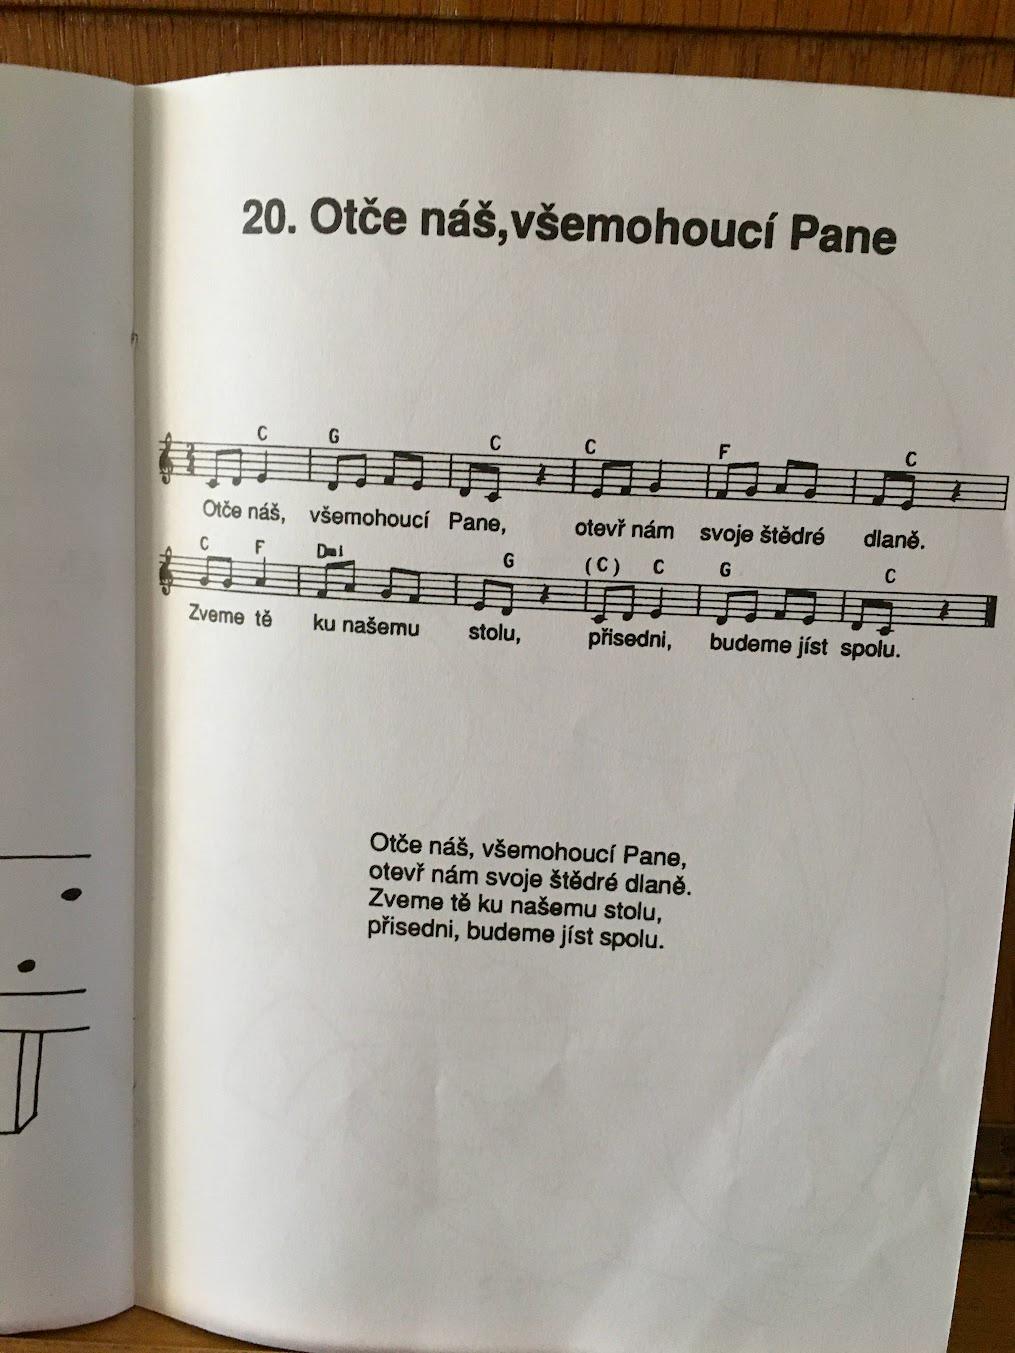 20. Otče náš,všemohoucí Pane
C G C C F C
Otče náš, všemohoucí Pane, otevř nám svoje štědré dlaně.
C F Dmi G (C) C G C
Zveme tě ku našemu stolu, přisedni, budeme jíst spolu.
Otče náš, všemohoucí Pane,
otevř nám svoje štědré dlaně.
Zveme tě ku našemu stolu,
přisedni, budeme jíst spolu.